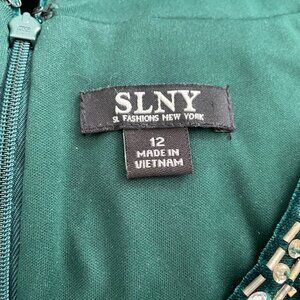 SLNY
SL FASHIONS NEW YORK
12
MADE IN
VIETNAM